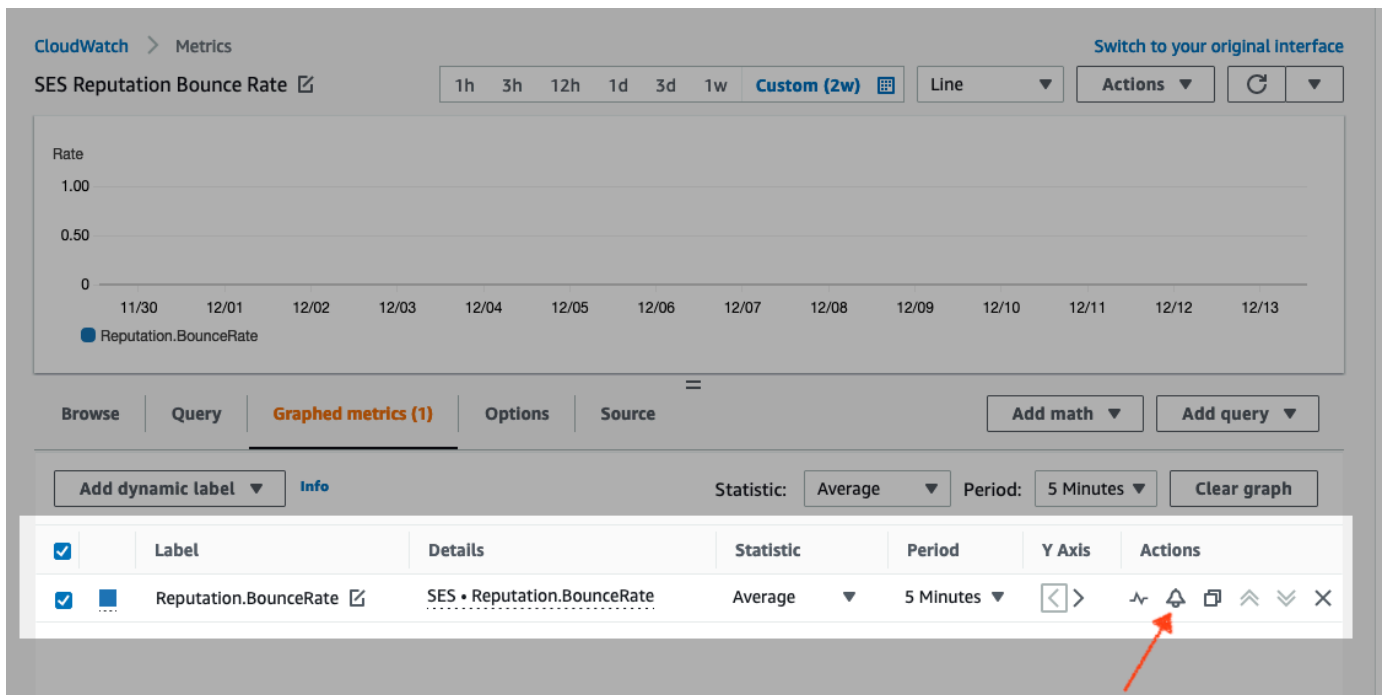 CloudWatch Metrics
Switch to your original interface
SES Reputation Bounce Rate
1h 3h 12h 1d 3d 1w Custom (2w)
Line
Actions
Rate
1.00
0.50
0
11/30 12/01 12/02 12/03 12/04 12/05 12/06 12/07 12/08 12/09 12/10 12/11 12/12 12/13
Reputation.BounceRate
Browse Query Graphed metrics (1) Options Source
Add math Add query
Add dynamic label Info
Statistic: Average Period: 5 Minutes Clear graph
Label Details Statistic Period Y Axis Actions
Reputation.BounceRate SES • Reputation.BounceRate Average 5 Minutes